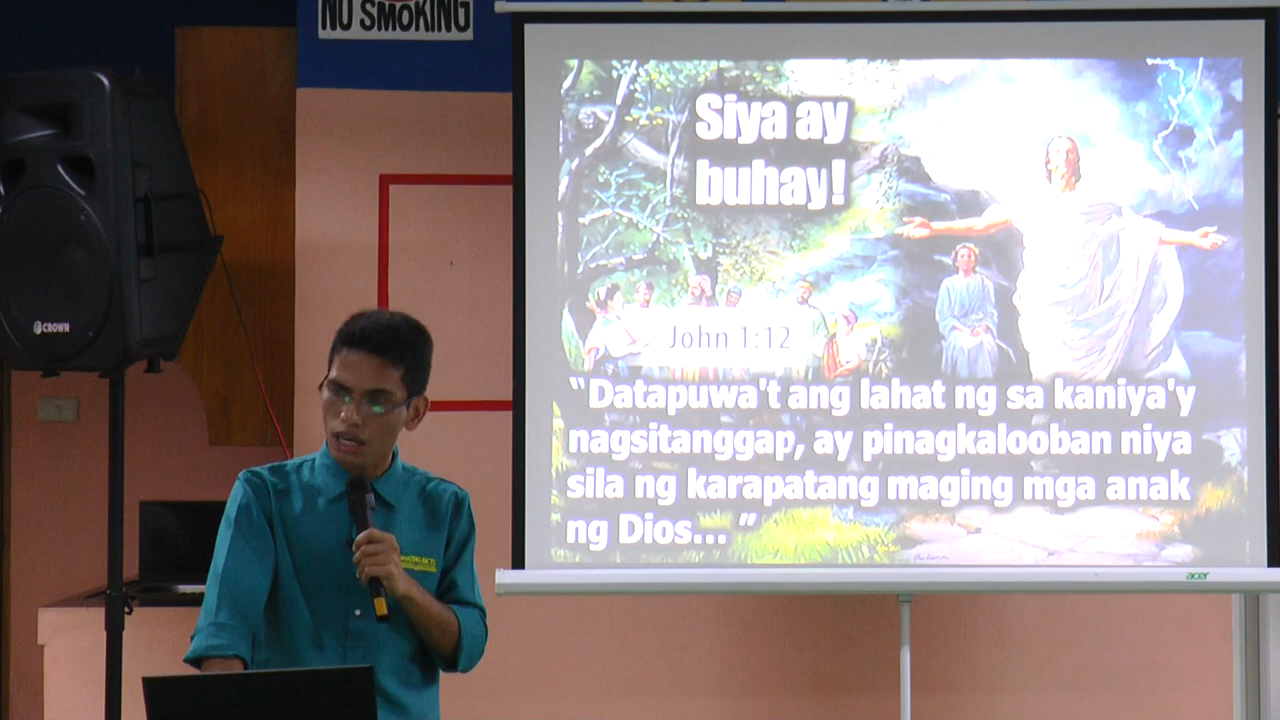 NO SMOKING
Siya ay
buhay!
John 1:12
"Datapuwa't ang lahat ng sa kaniya'y
nagsitanggap, ay pinagkalooban niya
sila ng karapatang maging mga anak
ng Dios... "
CROWN
acer